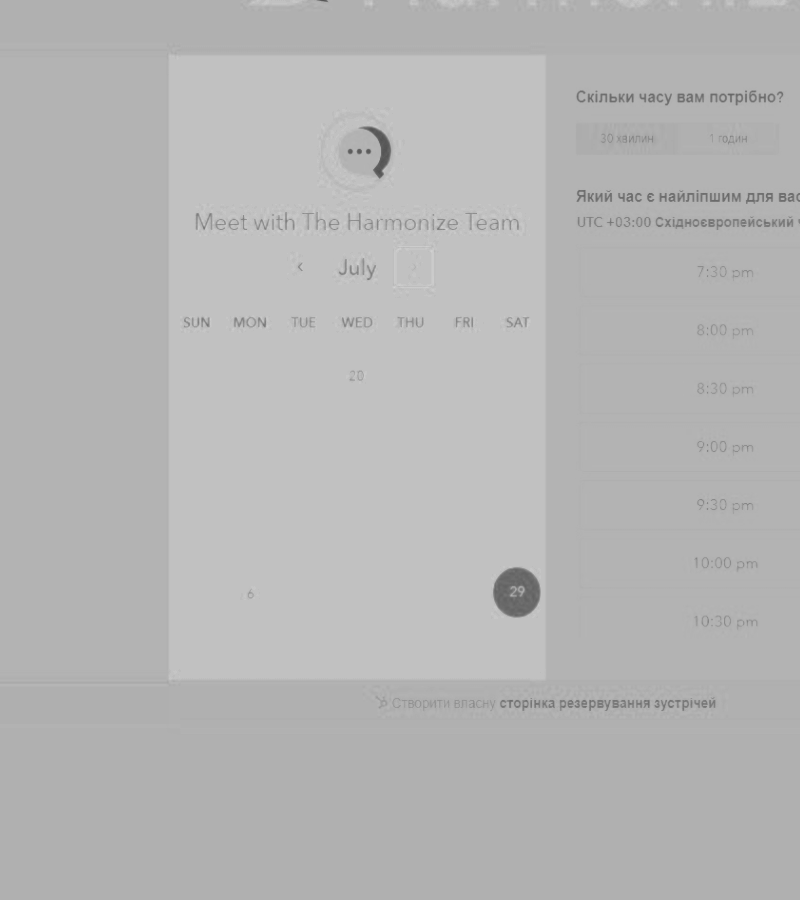 Meet with The Harmonize Team
July
SUN MON TUE WED THU FRI SAT
20
6 29
Скільки часу вам потрібно?
30 хвилин 1 годин
Який час є найліпшим для вас
UTC +03:00 Східноєвропейський ч
7:30 pm
8:00 pm
8:30 pm
9:00 pm
9:30 pm
10:00 pm
10:30 pm
Створити власну сторінка резервування зустрічей